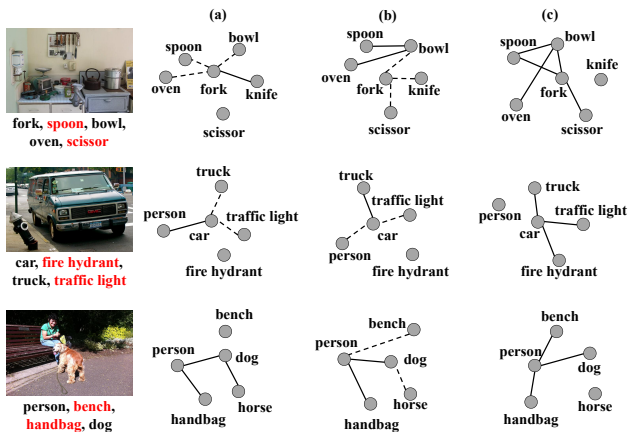 (a) (b) (c)
spoon bowl oven fork knife scissor
spoon bowl oven fork knife scissor
spoon bowl knife fork oven scissor
fork, spoon, bowl,
oven, scissor
truck person traffic light car fire hydrant
truck traffic light car person fire hydrant
truck person traffic light car fire hydrant
car, fire hydrant,
truck, traffic light
bench person dog horse handbag
bench person dog horse handbag
bench person dog horse handbag
person, bench,
handbag, dog